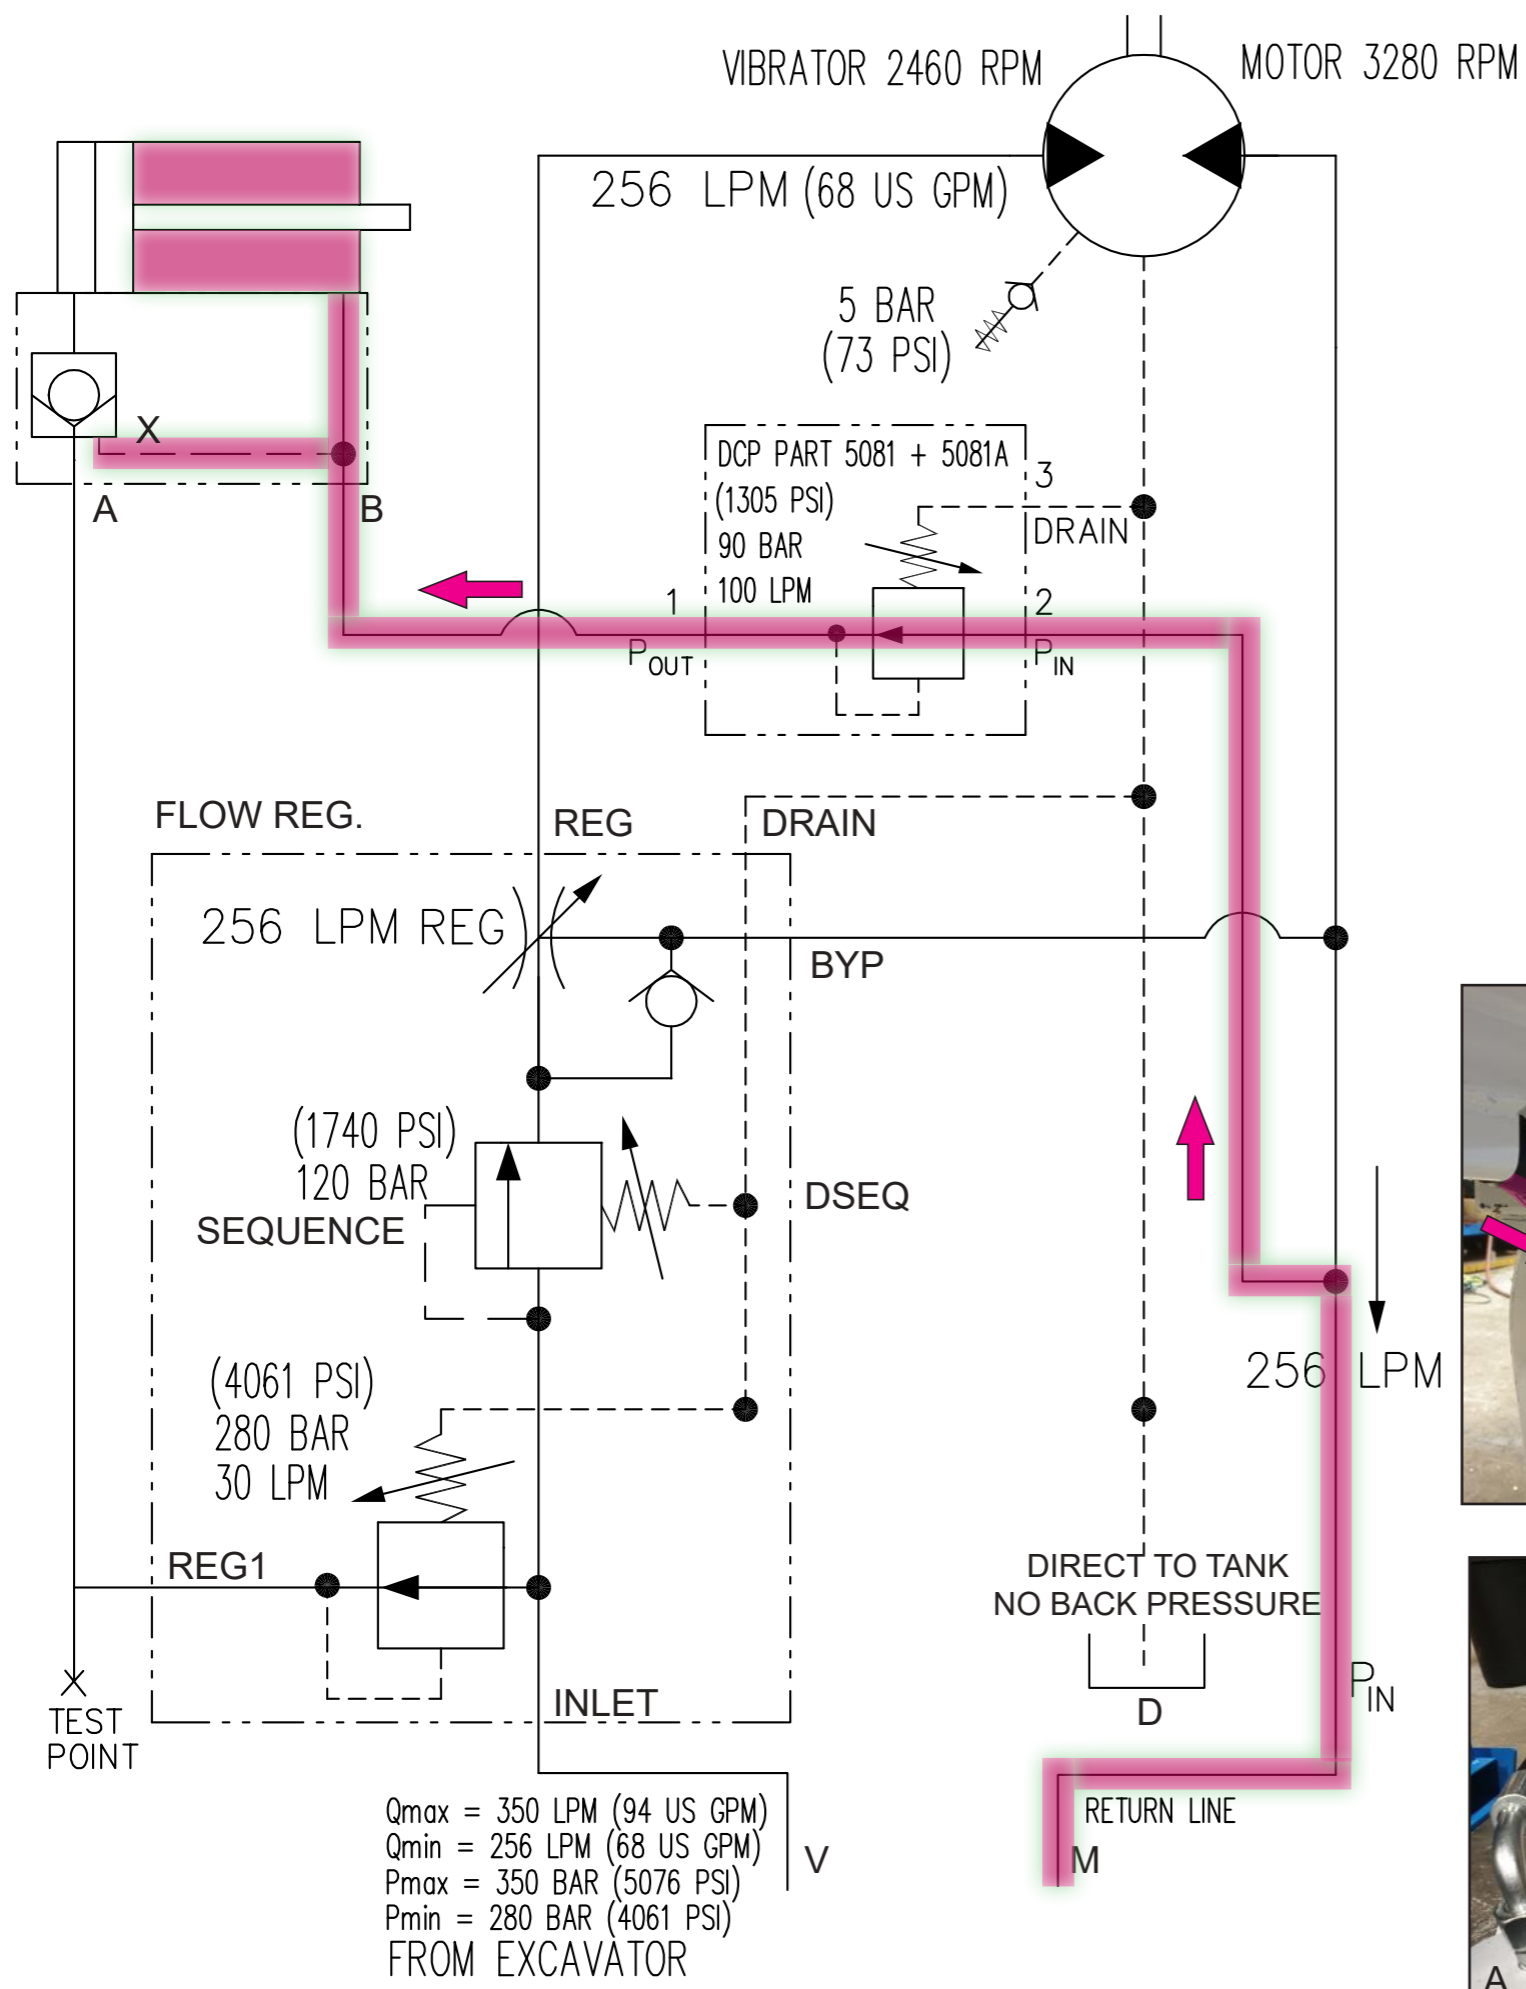 VIBRATOR 2460 RPM
MOTOR 3280 RPM
256 LPM (68 US GPM)
5 BAR
(73 PSI)
X
A
B
DCP PART 5081 + 5081A
(1305 PSI)
90 BAR
100 LPM
3
DRAIN
1
2
POUT
PIN
FLOW REG.
REG
DRAIN
256 LPM REG
BYP
(1740 PSI)
120 BAR
SEQUENCE
DSEQ
(4061 PSI)
280 BAR
30 LPM
256 LPM
REG1
DIRECT TO TANK
NO BACK PRESSURE
INLET
D
PIN
TEST
POINT
Qmax = 350 LPM (94 US GPM)
Qmin = 256 LPM (68 US GPM)
Pmax = 350 BAR (5076 PSI)
Pmin = 280 BAR (4061 PSI)
FROM EXCAVATOR
V
RETURN LINE
M
A